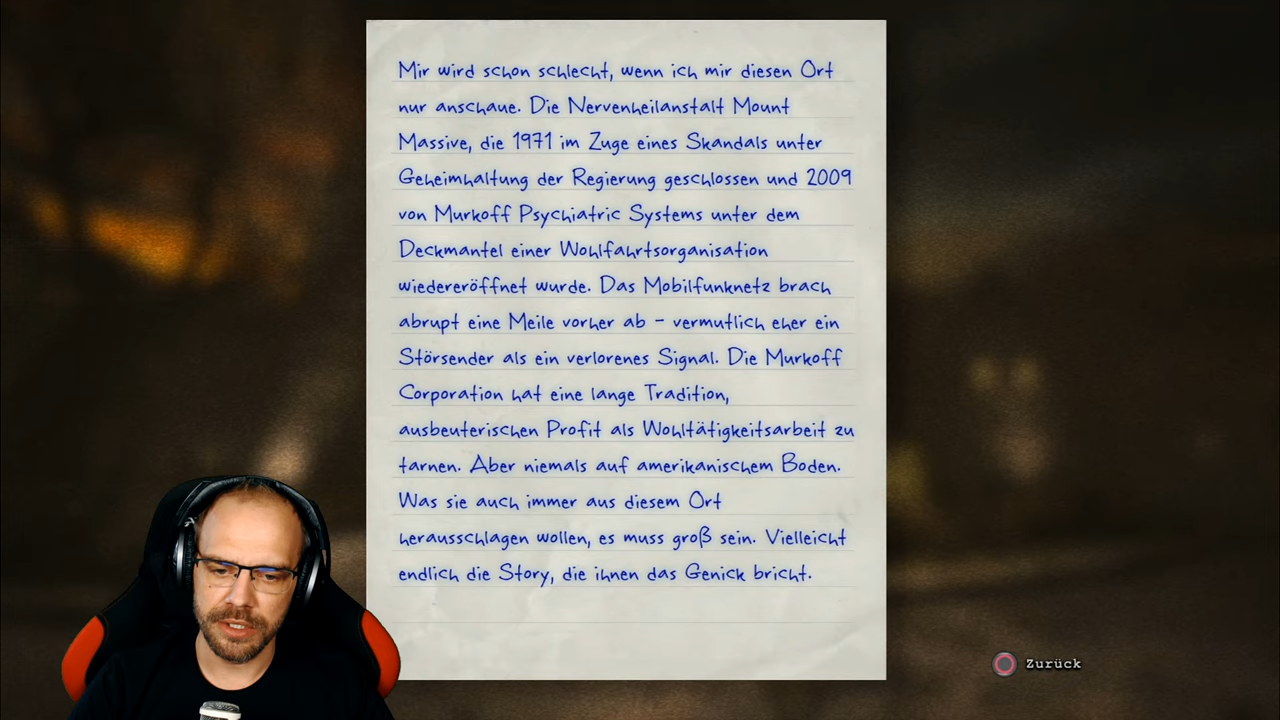 Mir wird schon schlecht, wenn ich mir diesen Ort
nur anschaue. Die Nervenheilanstalt Mount
Massive, die 1971 im Zuge eines Skandals unter
Geheimhaltung der Regierung geschlossen und 2009
von Murkoff Psychiatric Systems unter dem
Deckmantel einer Wohlfahrtsorganisation
wiedereröffnet wurde. Das Mobilfunknetz brach
abrupt eine Meile vorher ab - vermutlich eher ein
Störsender als ein verlorenes Signal. Die Murkoff
Corporation hat eine lange Tradition,
ausbeuterischen Profit als Wohltätigkeitsarbeit zu
tarnen. Aber niemals auf amerikanischem Boden.
Was sie auch immer aus diesem Ort
herausschlagen wollen, es muss groß sein. Vielleicht
endlich die Story, die ihnen das Genick bricht.
Zurück